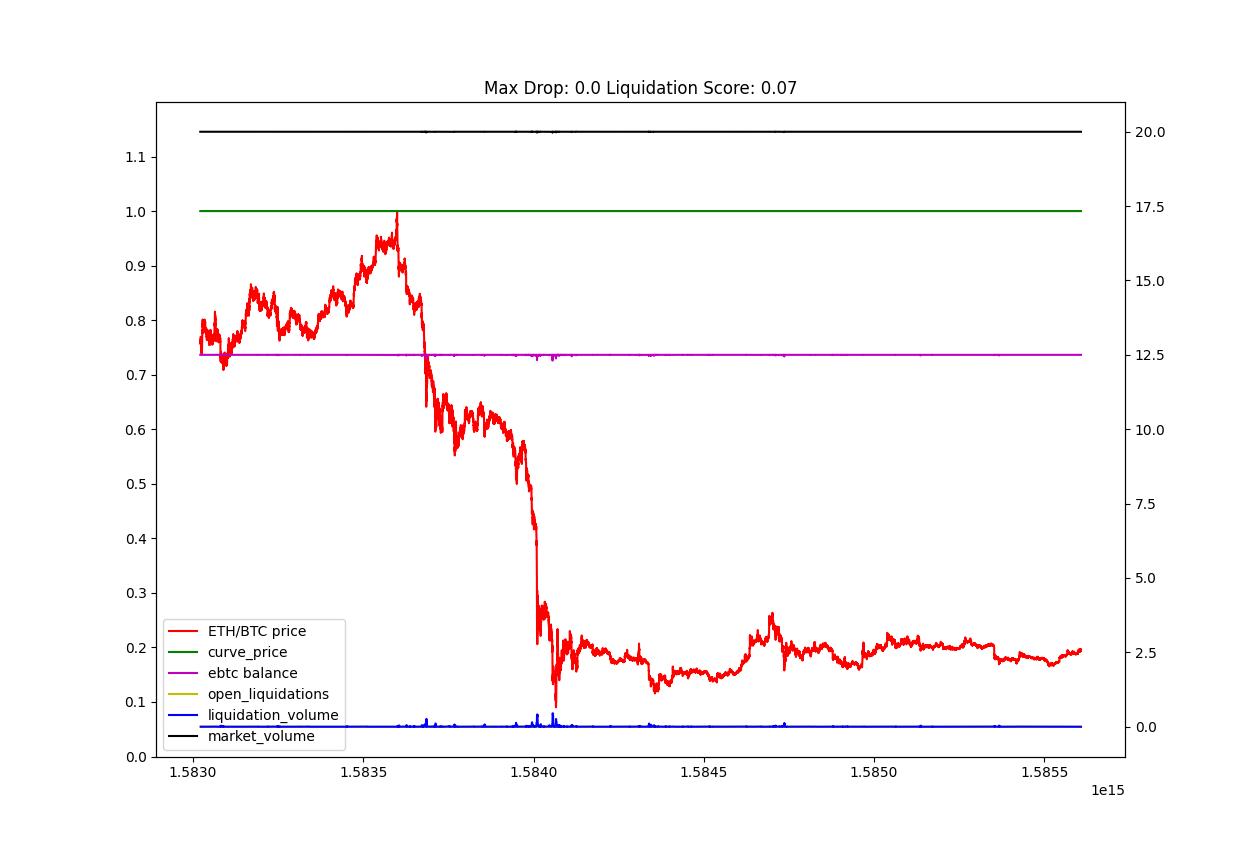 Max Drop: 0.0 Liquidation Score: 0.07
1.1
1.0
0.9
0.8
0.7
0.6
0.5
0.4
0.3
0.2
0.1
0.0
20.0
17.5
15.0
12.5
10.0
7.5
5.0
2.5
0.0
ETH/BTC price
curve_price
ebtc balance
open_liquidations
liquidation_volume
market_volume
1.5830 1.5835 1.5840 1.5845 1.5850 1.5855
1e15